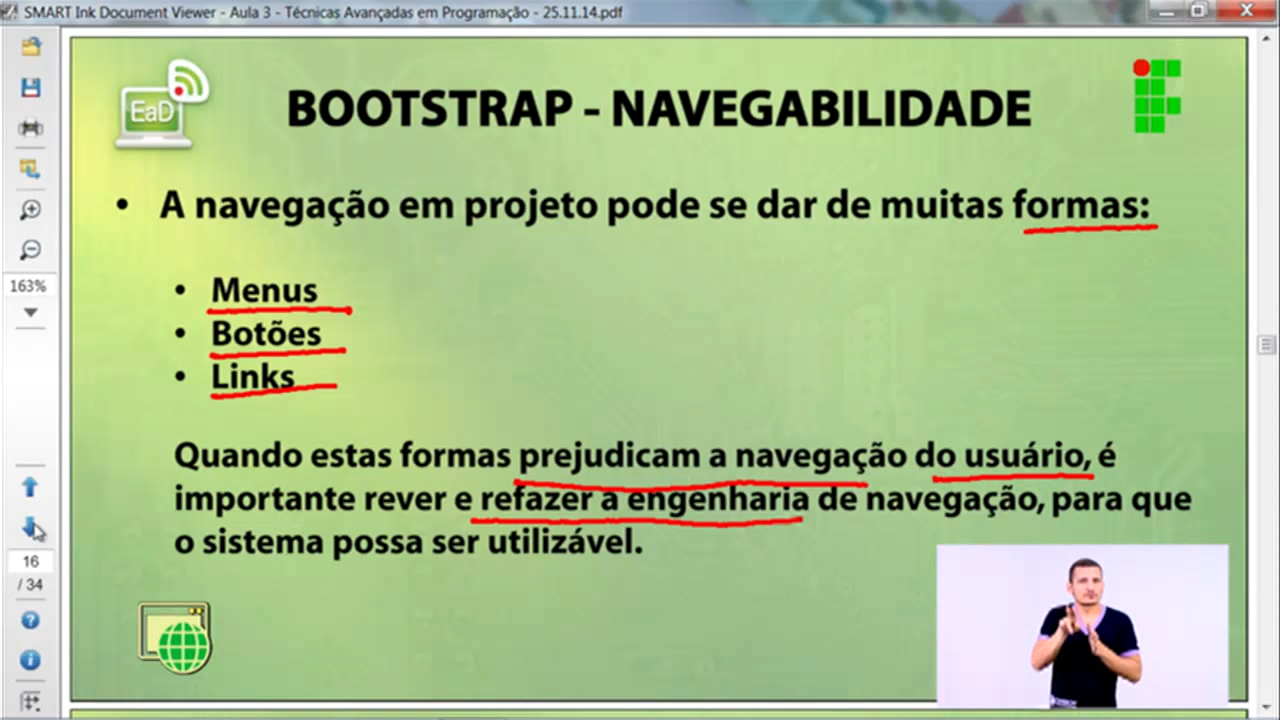 SMART Ink Document Viewer - Aula 3 - Técnicas Avançadas em Programação - 25.11.14.pdf
EaD
BOOTSTRAP - NAVEGABILIDADE
• A navegação em projeto pode se dar de muitas formas:
• Menus
• Botões
• Links
Quando estas formas prejudicam a navegação do usuário, é
importante rever e refazer a engenharia de navegação, para que
o sistema possa ser utilizável.
163%
16
/ 34